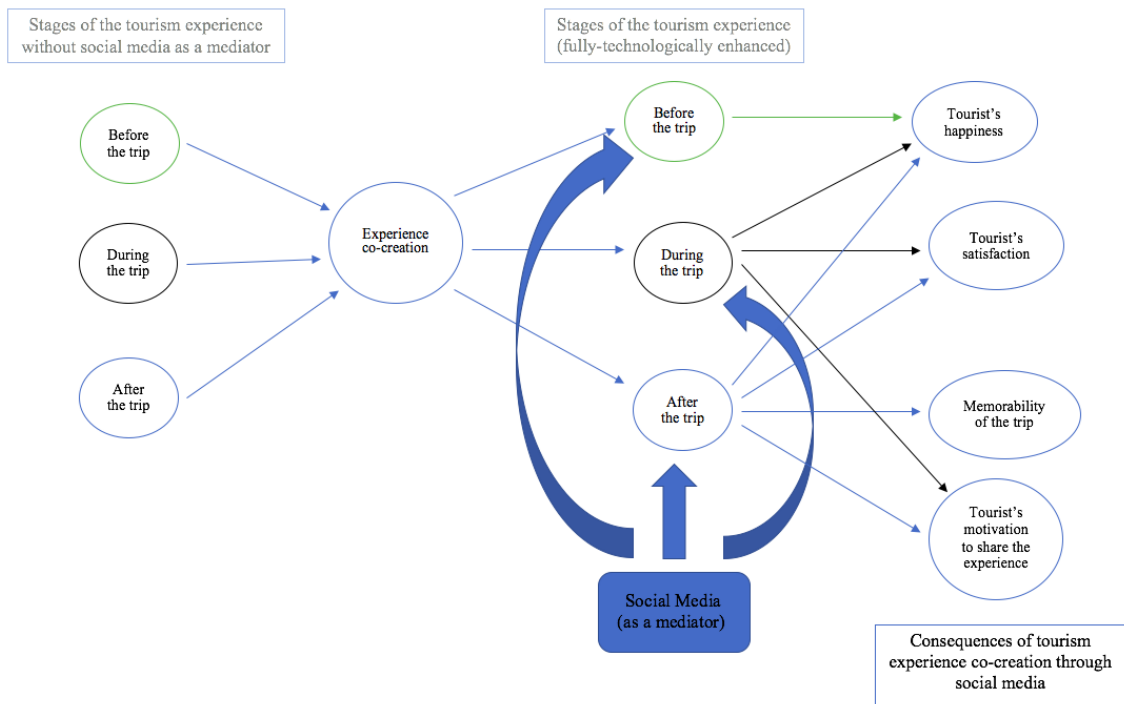 Stages of the tourism experience
without social media as a mediator
Stages of the tourism experience
(fully-technologically enhanced)
Before
the trip
During
the trip
After
the trip
Experience
co-creation
Before
the trip
During
the trip
After
the trip
Tourist's
happiness
Tourist's
satisfaction
Memorability
of the trip
Tourist's
motivation
to share the
experience
Social Media
(as a mediator)
Consequences of tourism
experience co-creation through
social media